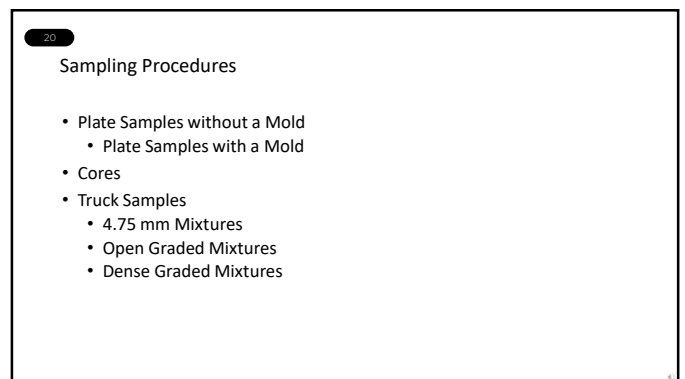 20
Sampling Procedures
• Plate Samples without a Mold
• Plate Samples with a Mold
• Cores
• Truck Samples
• 4.75 mm Mixtures
• Open Graded Mixtures
• Dense Graded Mixtures